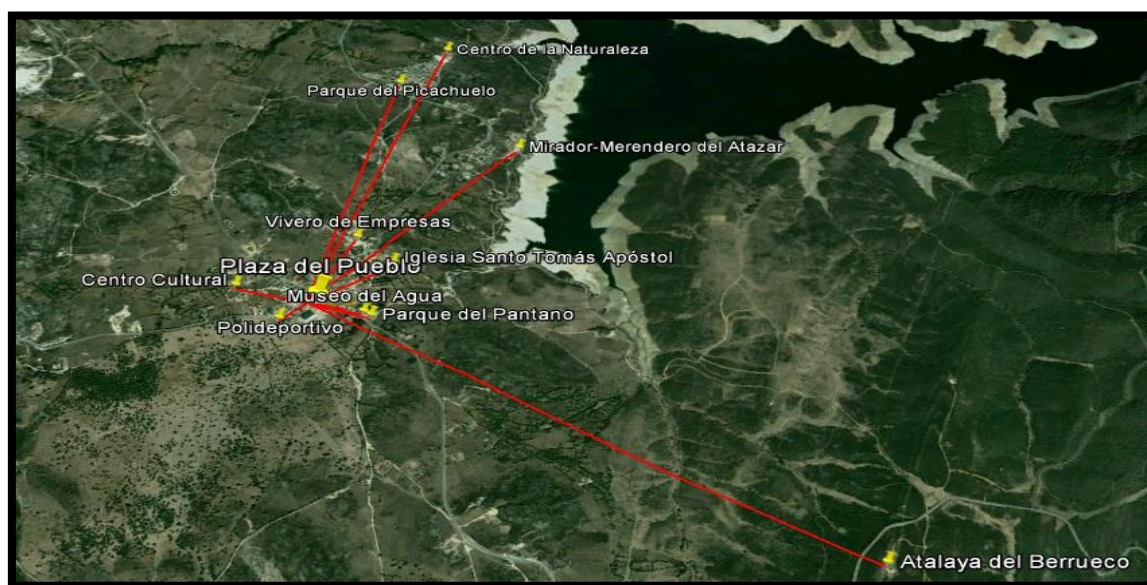 Centro de la Naturaleza
Parque del Picachuelo
Mirador-Merendero del Atazar
Vivero de Empresas
Iglesia Santo Tomás Apóstol
Plaza del Pueblo
Centro Cultural
Museo del Agua
Parque del Pantano
Polideportivo
Atalaya del Berrueco